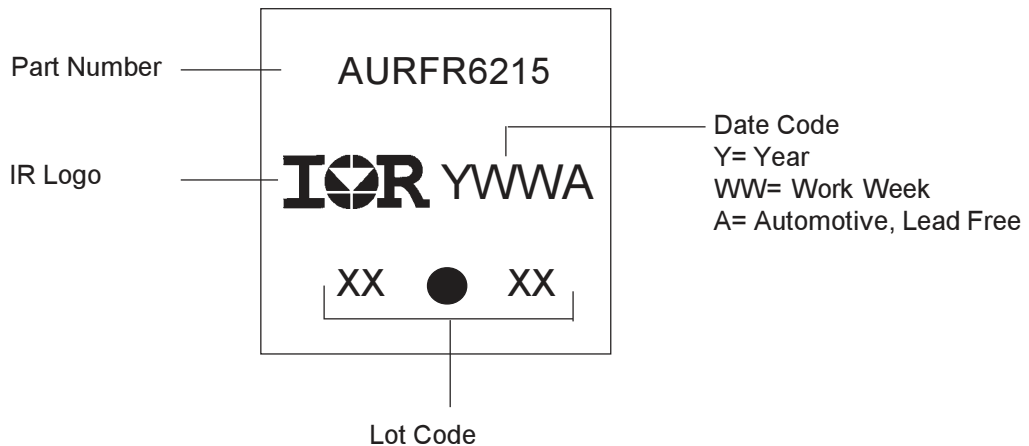 Part Number
AURFR6215
Date Code
Y= Year
WW= Work Week
A= Automotive, Lead Free
IR Logo
IOR YWWA
XX XX
Lot Code